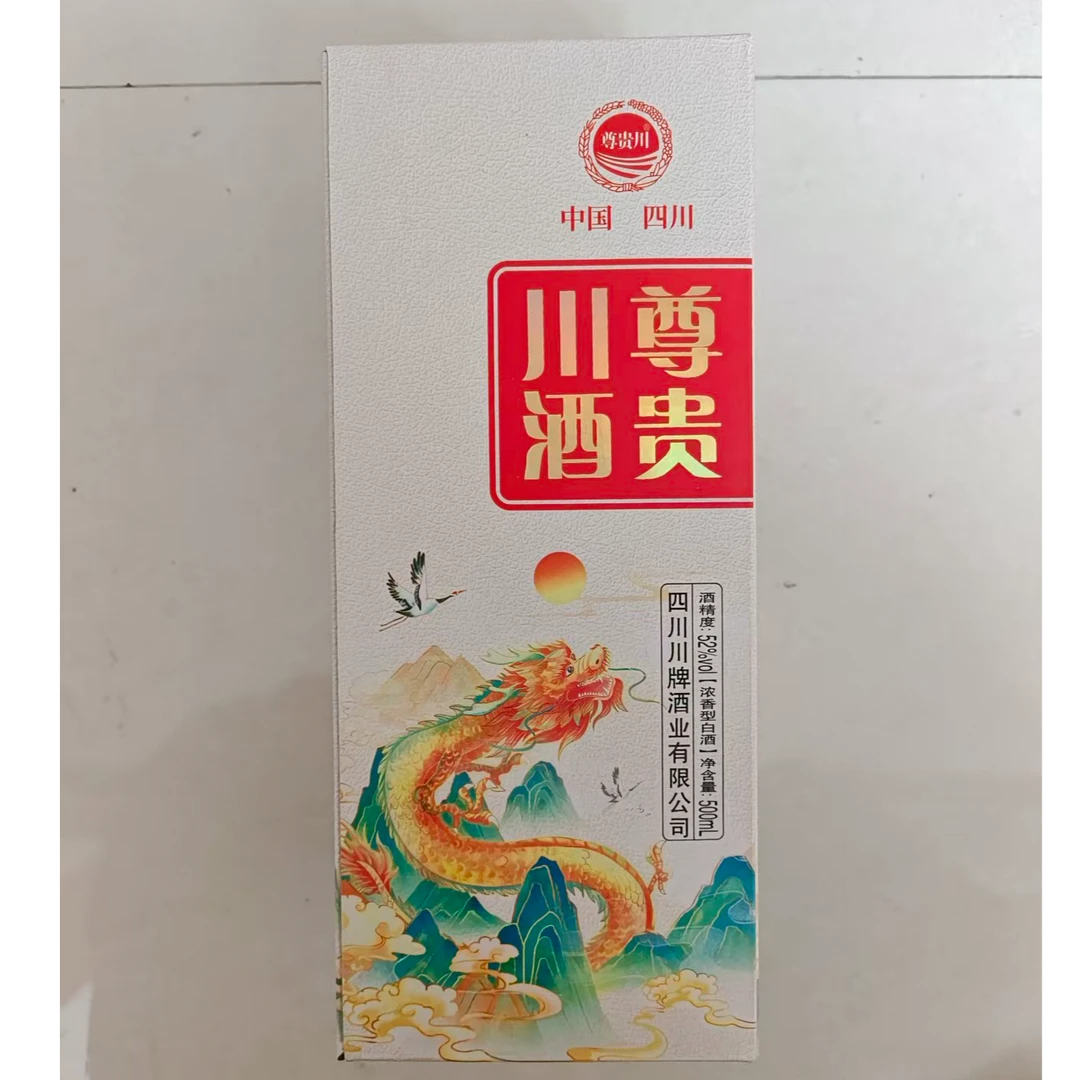 尊贵川®
中国 四川
尊贵
川酒
酒精度:52%vol【浓香型白酒】净含量:500mL
四川川牌酒业有限公司